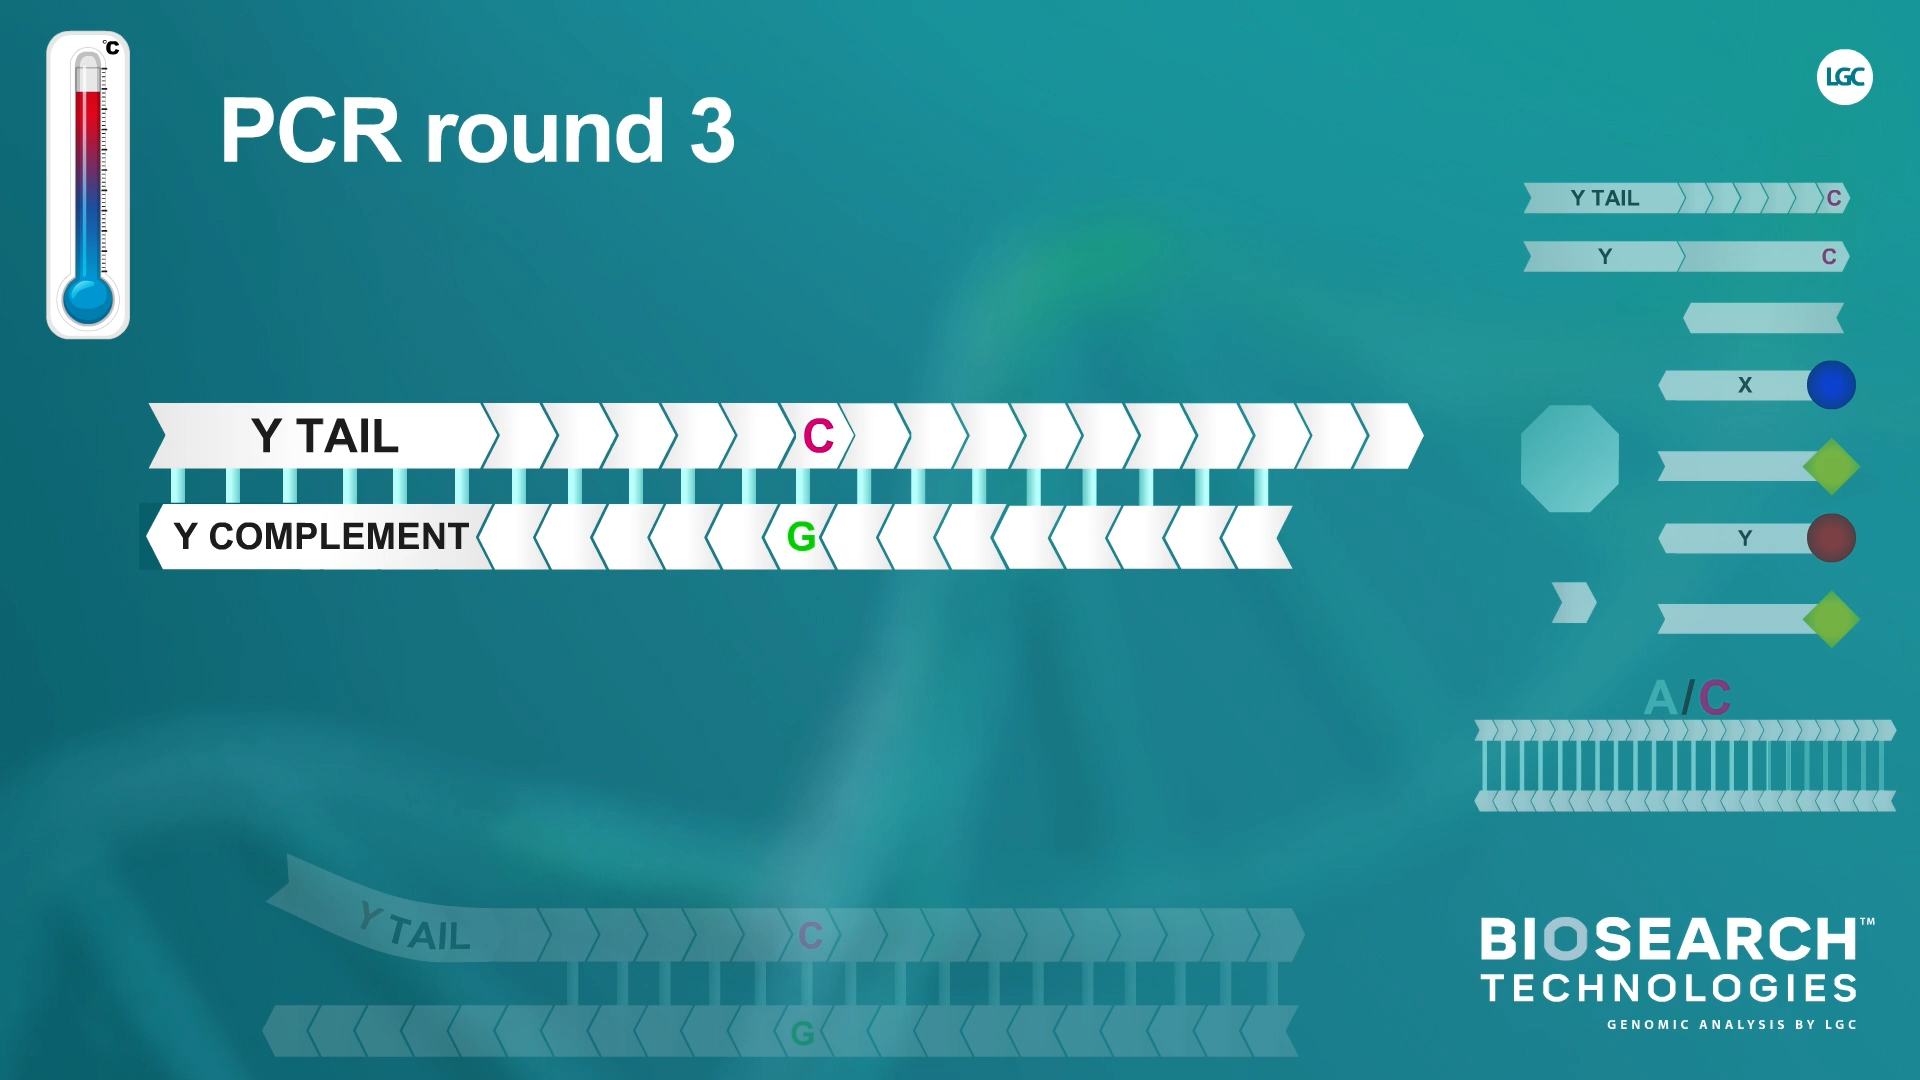 °C
PCR round 3
LGC
Y TAIL C
Y C
X
Y
A/C
Y TAIL C
Y COMPLEMENT G
Y TAIL C
G
BIOSEARCH™
TECHNOLOGIES
GENOMIC ANALYSIS BY LGC